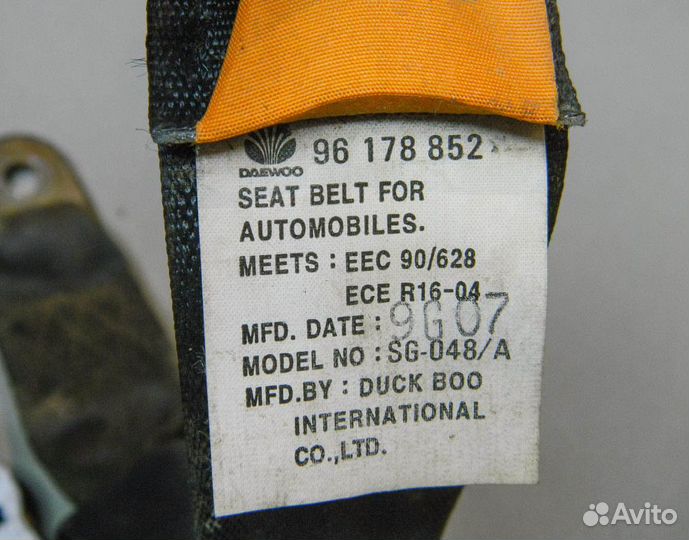 96 178 852
DAEWOO
SEAT BELT FOR
AUTOMOBILES.
MEETS : EEC 90/628
ECE R16-04
MFD. DATE : 9G07
MODEL NO : SG-048/A
MFD.BY : DUCK BOO
INTERNATIONAL
CO.,LTD.
Avito